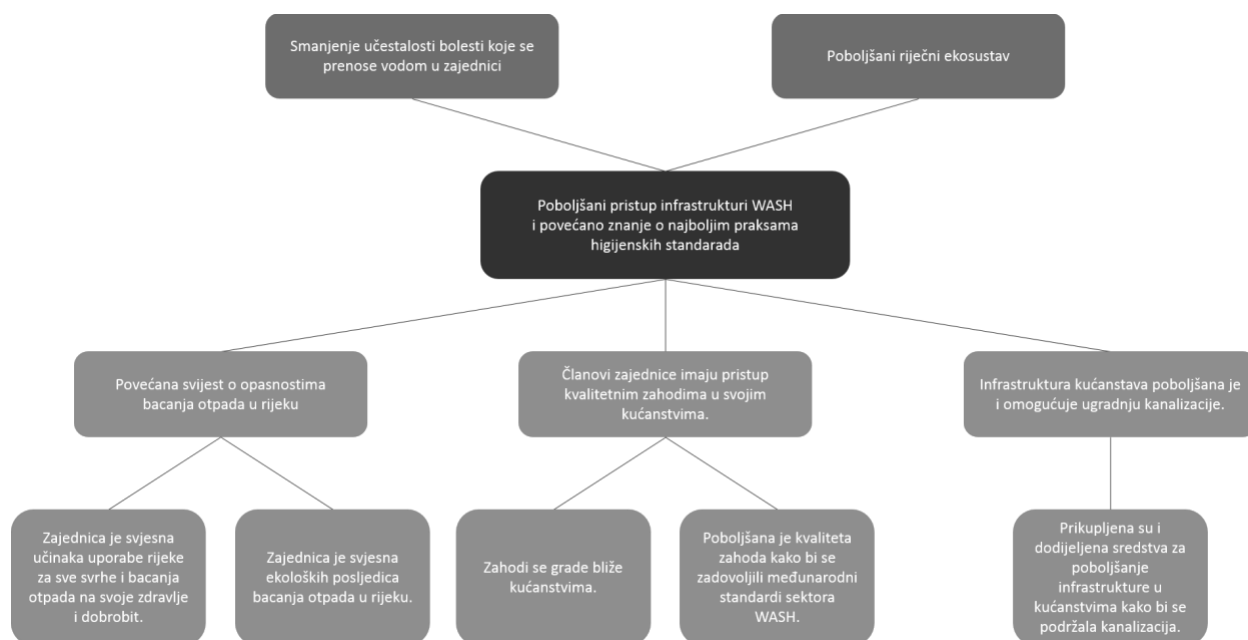 Smanjenje učestalosti bolesti koje se
prenose vodom u zajednici
Poboljšani riječni ekosustav
Poboljšani pristup infrastrukturi WASH
i povećano znanje o najboljim praksama
higijenskih standarada
Povećana svijest o opasnostima
bacanja otpada u rijeku
Članovi zajednice imaju pristup
kvalitetnim zahodima u svojim
kućanstvima.
Infrastruktura kućanstava poboljšana je
i omogućuje ugradnju kanalizacije.
Zajednica je svjesna
učinaka uporabe rijeke
za sve svrhe i bacanja
otpada na svoje zdravlje
i dobrobit.
Zajednica je svjesna
ekoloških posljedica
bacanja otpada u rijeku.
Zahodi se grade bliže
kućanstvima.
Poboljšana je kvaliteta
zahoda kako bi se
zadovoljili međunarodni
standardi sektora
WASH.
Prikupljena su i
dodijeljena sredstva za
poboljšanje
infrastrukture u
kućanstvima kako bi se
podržala kanalizacija.